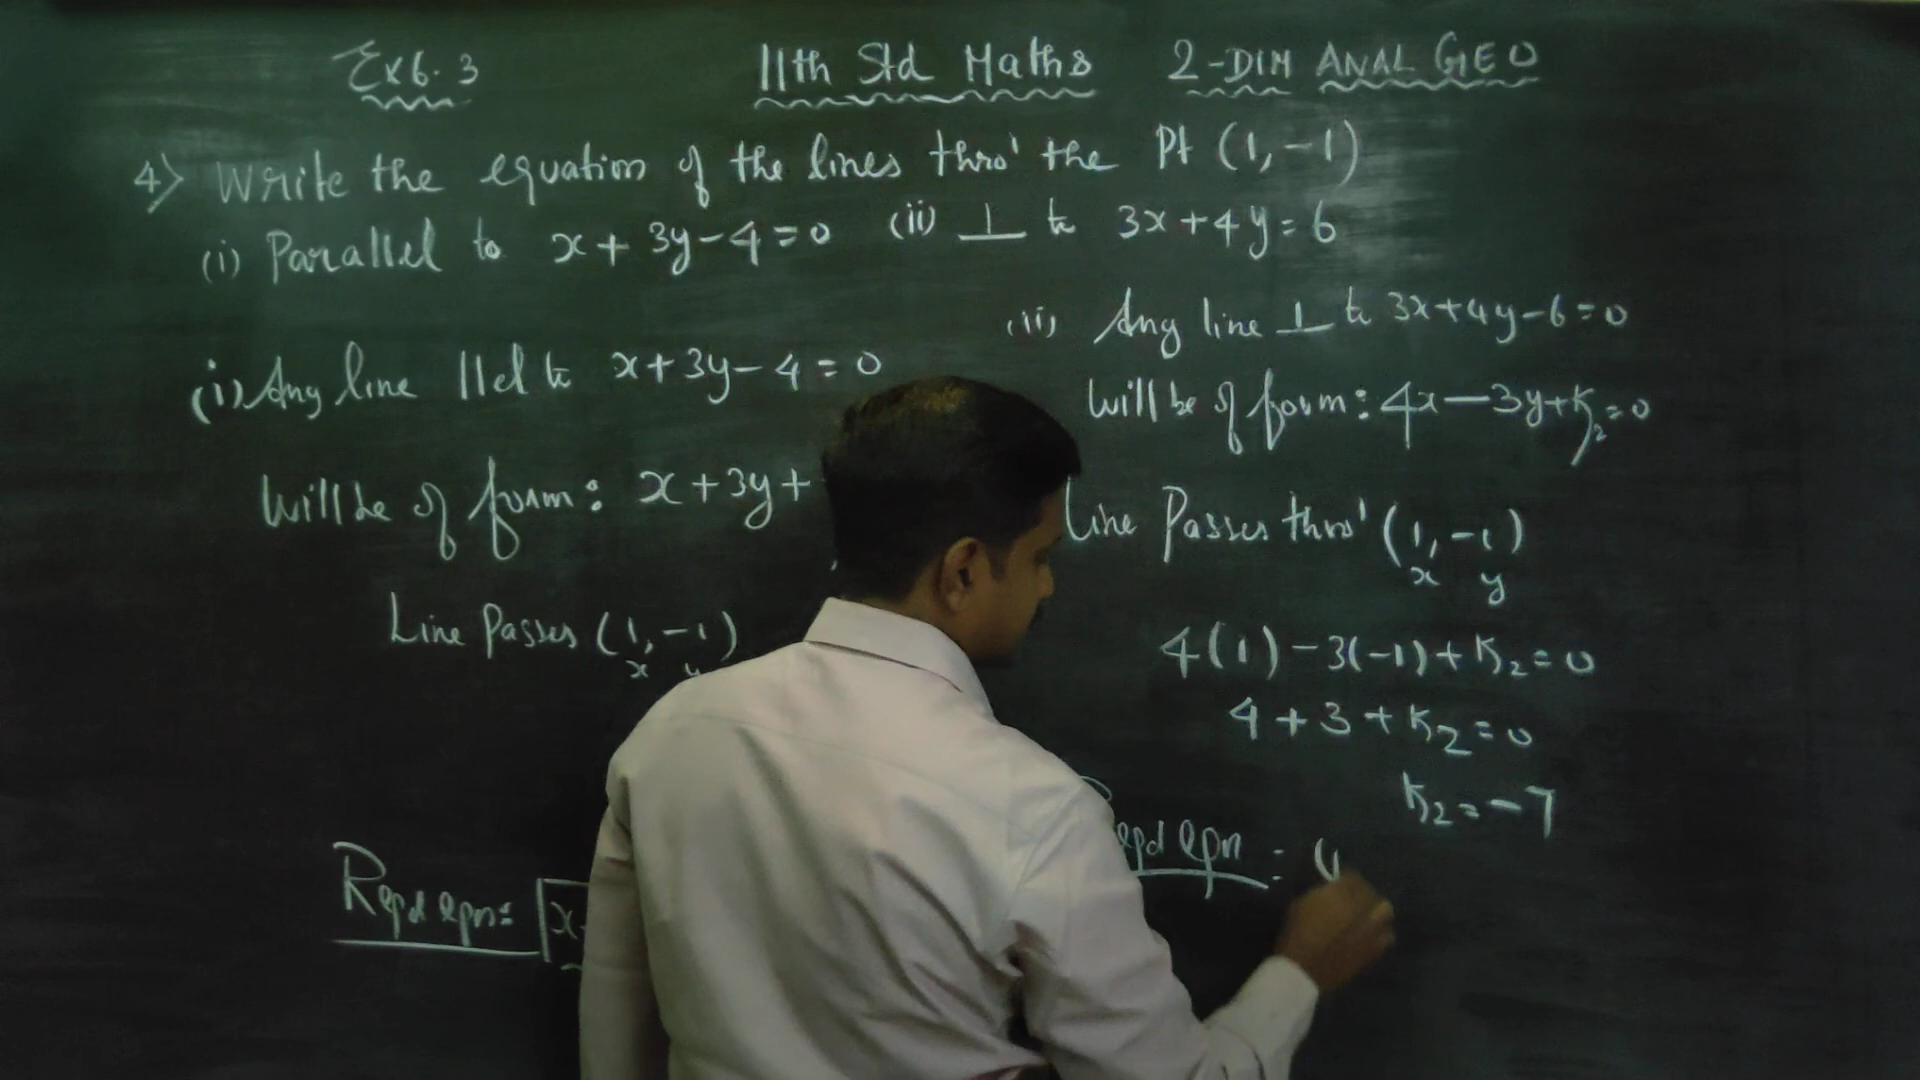 Ex 6.3 11th Std Maths 2-DIM ANAL GEO
4) Write the equation of the lines thro' the Pt (1, -1)
(i) Parallel to x + 3y - 4 = 0 (ii) ⊥ to 3x + 4y = 6
(i) Any line ||el to x + 3y - 4 = 0
Will be of form: x + 3y +
Line Passes (1, -1)
x y
Reqd eqn: x
(ii) Any line ⊥ to 3x + 4y - 6 = 0
Will be of form: 4x - 3y + K₂ = 0
Line Passes thro' (1, -1)
x y
4(1) - 3(-1) + K₂ = 0
4 + 3 + K₂ = 0
K₂ = -7
eqn :